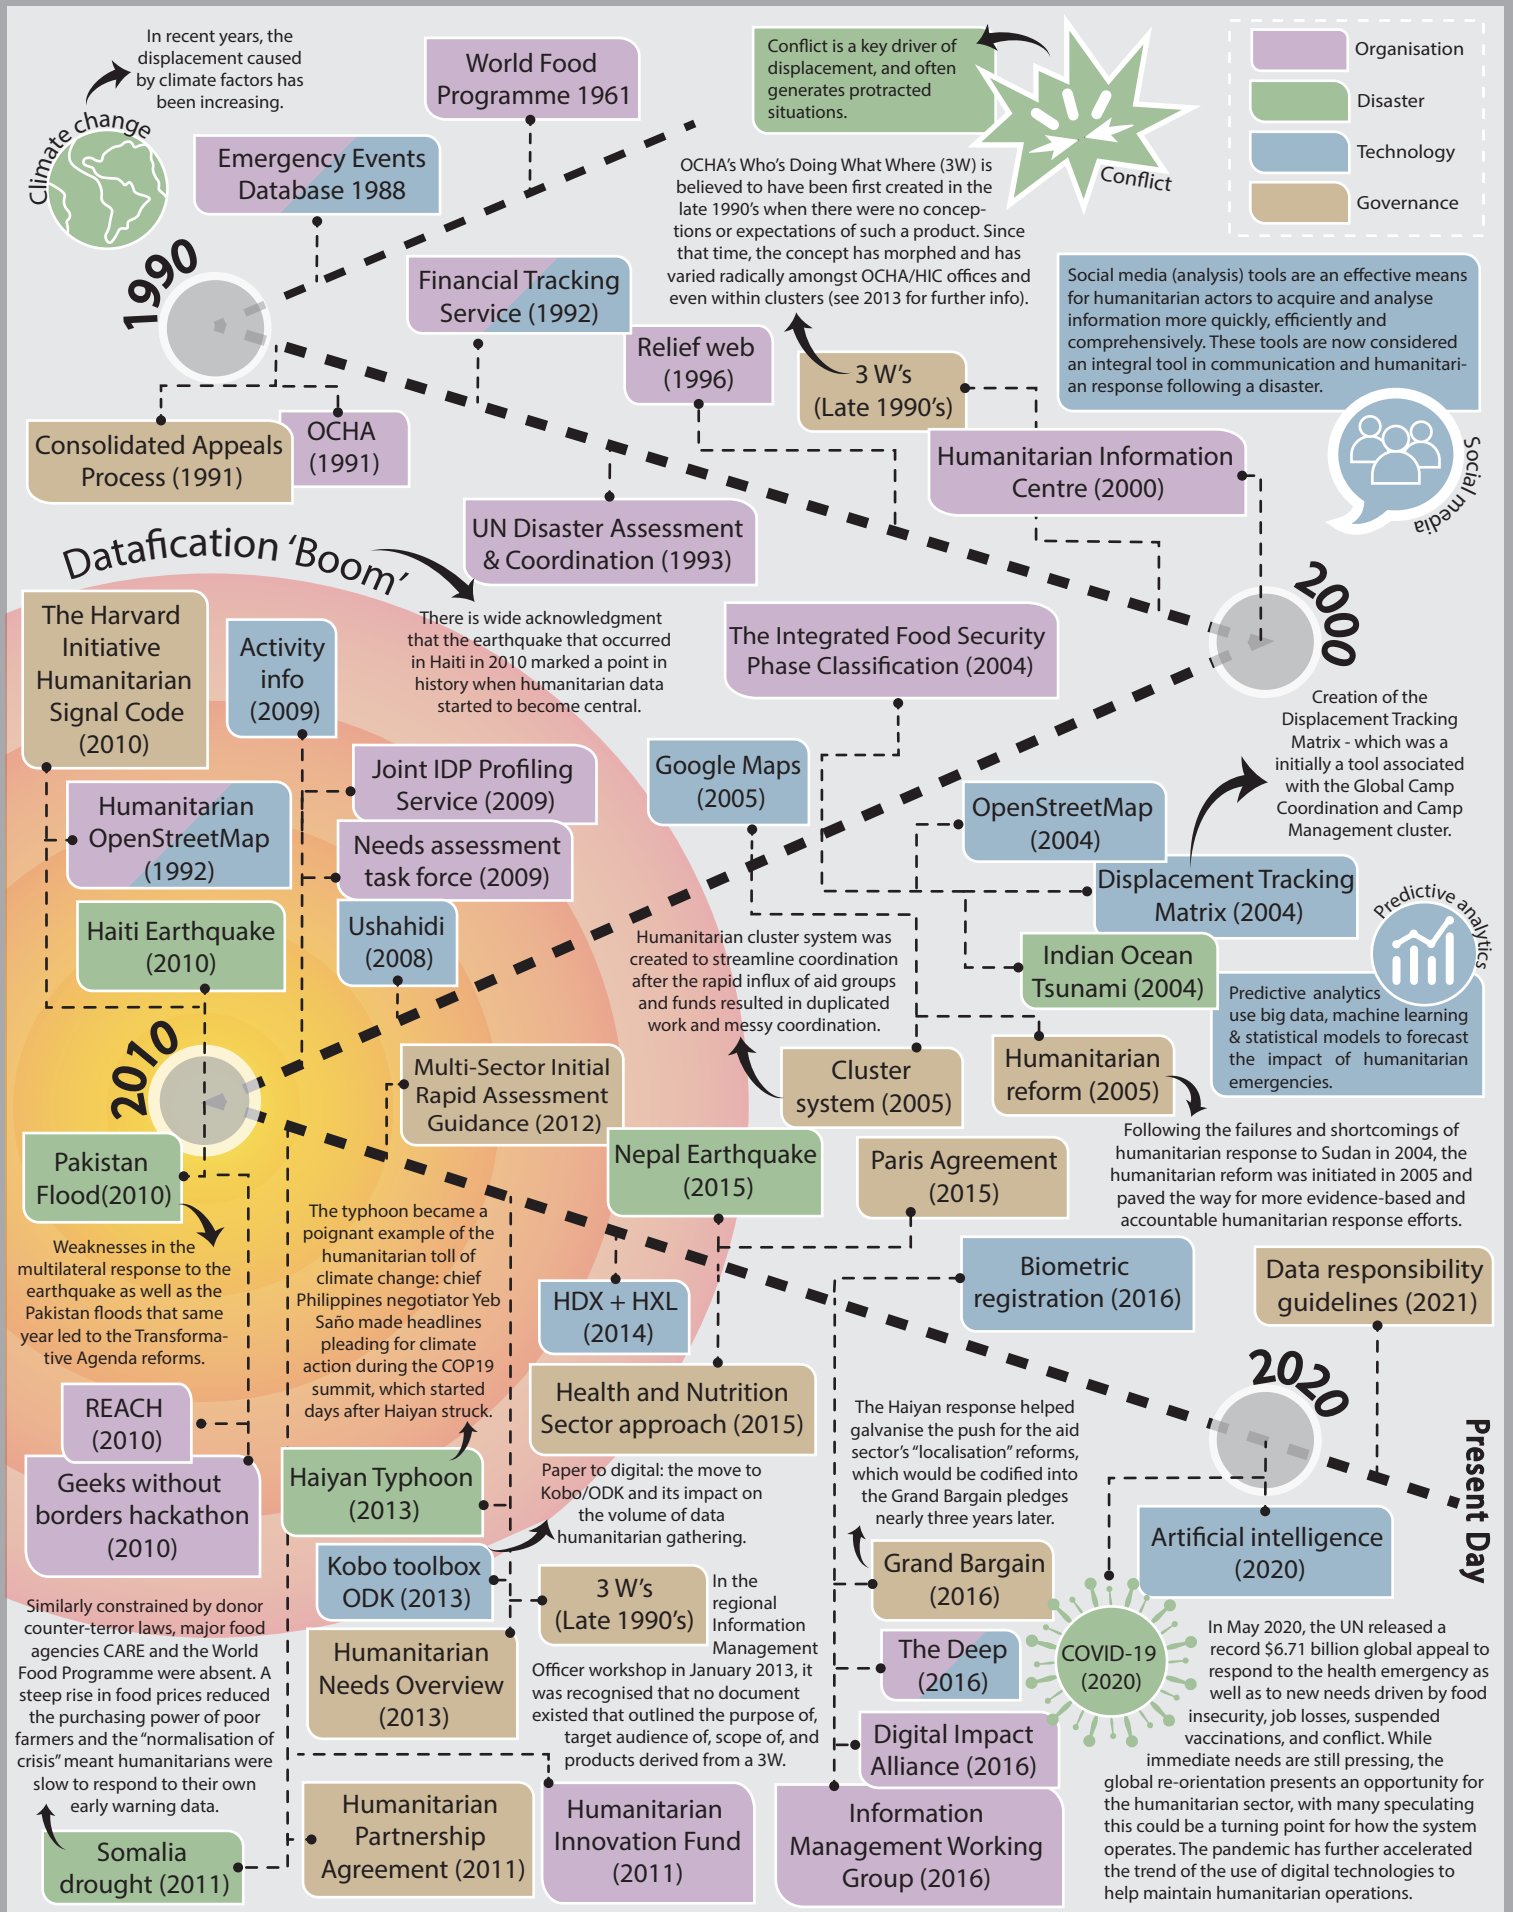 In recent years, the
displacement caused
by climate factors has
been increasing.
Climate change
World Food
Programme 1961
Emergency Events
Database 1988
Conflict is a key driver of
displacement, and often
generates protracted
situations.
Conflict
Organisation
Disaster
Technology
Governance
OCHA's Who's Doing What Where (3W) is
believed to have been first created in the
late 1990's when there were no concep-
tions or expectations of such a product. Since
that time, the concept has morphed and has
varied radically amongst OCHA/HIC offices and
even within clusters (see 2013 for further info).
1990
Financial Tracking
Service (1992)
Relief web
(1996)
3 W's
(Late 1990's)
Social media (analysis) tools are an effective means
for humanitarian actors to acquire and analyse
information more quickly, efficiently and
comprehensively. These tools are now considered
an integral tool in communication and humanitari-
an response following a disaster.
Social media
Consolidated Appeals
Process (1991)
OCHA
(1991)
Humanitarian Information
Centre (2000)
UN Disaster Assessment
& Coordination (1993)
Datafication 'Boom'
There is wide acknowledgment
that the earthquake that occurred
in Haiti in 2010 marked a point in
history when humanitarian data
started to become central.
2000
The Harvard
Initiative
Humanitarian
Signal Code
(2010)
Activity
info
(2009)
The Integrated Food Security
Phase Classification (2004)
Creation of the
Displacement Tracking
Matrix - which was a
initially a tool associated
with the Global Camp
Coordination and Camp
Management cluster.
Joint IDP Profiling
Service (2009)
Google Maps
(2005)
Humanitarian
OpenStreetMap
(1992)
OpenStreetMap
(2004)
Needs assessment
task force (2009)
Displacement Tracking
Matrix (2004)
Predictive analytics
Haiti Earthquake
(2010)
Ushahidi
(2008)
Humanitarian cluster system was
created to streamline coordination
after the rapid influx of aid groups
and funds resulted in duplicated
work and messy coordination.
Indian Ocean
Tsunami (2004)
Predictive analytics
use big data, machine learning
& statistical models to forecast
the impact of humanitarian
emergencies.
2010
Multi-Sector Initial
Rapid Assessment
Guidance (2012)
Cluster
system (2005)
Humanitarian
reform (2005)
Following the failures and shortcomings of
humanitarian response to Sudan in 2004, the
humanitarian reform was initiated in 2005 and
paved the way for more evidence-based and
accountable humanitarian response efforts.
Pakistan
Flood(2010)
Nepal Earthquake
(2015)
Paris Agreement
(2015)
Weaknesses in the
multilateral response to the
earthquake as well as the
Pakistan floods that same
year led to the Transforma-
tive Agenda reforms.
The typhoon became a
poignant example of the
humanitarian toll of
climate change: chief
Philippines negotiator Yeb
Saño made headlines
pleading for climate
action during the COP19
summit, which started
days after Haiyan struck.
HDX + HXL
(2014)
Biometric
registration (2016)
Data responsibility
guidelines (2021)
2020
Present Day
REACH
(2010)
Health and Nutrition
Sector approach (2015)
The Haiyan response helped
galvanise the push for the aid
sector's "localisation" reforms,
which would be codified into
the Grand Bargain pledges
nearly three years later.
Geeks without
borders hackathon
(2010)
Haiyan Typhoon
(2013)
Paper to digital: the move to
Kobo/ODK and its impact on
the volume of data
humanitarian gathering.
Artificial intelligence
(2020)
Kobo toolbox
ODK (2013)
3 W's
(Late 1990's)
In the
regional
Information
Management
Officer workshop in January 2013, it
was recognised that no document
existed that outlined the purpose of,
target audience of, scope of, and
products derived from a 3W.
Grand Bargain
(2016)
Similarly constrained by donor
counter-terror laws, major food
agencies CARE and the World
Food Programme were absent. A
steep rise in food prices reduced
the purchasing power of poor
farmers and the "normalisation of
crisis" meant humanitarians were
slow to respond to their own
early warning data.
Humanitarian
Needs Overview
(2013)
The Deep
(2016)
COVID-19
(2020)
In May 2020, the UN released a
record $6.71 billion global appeal to
respond to the health emergency as
well as to new needs driven by food
insecurity, job losses, suspended
vaccinations, and conflict. While
immediate needs are still pressing, the
global re-orientation presents an opportunity for
the humanitarian sector, with many speculating
this could be a turning point for how the system
operates. The pandemic has further accelerated
the trend of the use of digital technologies to
help maintain humanitarian operations.
Digital Impact
Alliance (2016)
Somalia
drought (2011)
Humanitarian
Partnership
Agreement (2011)
Humanitarian
Innovation Fund
(2011)
Information
Management Working
Group (2016)